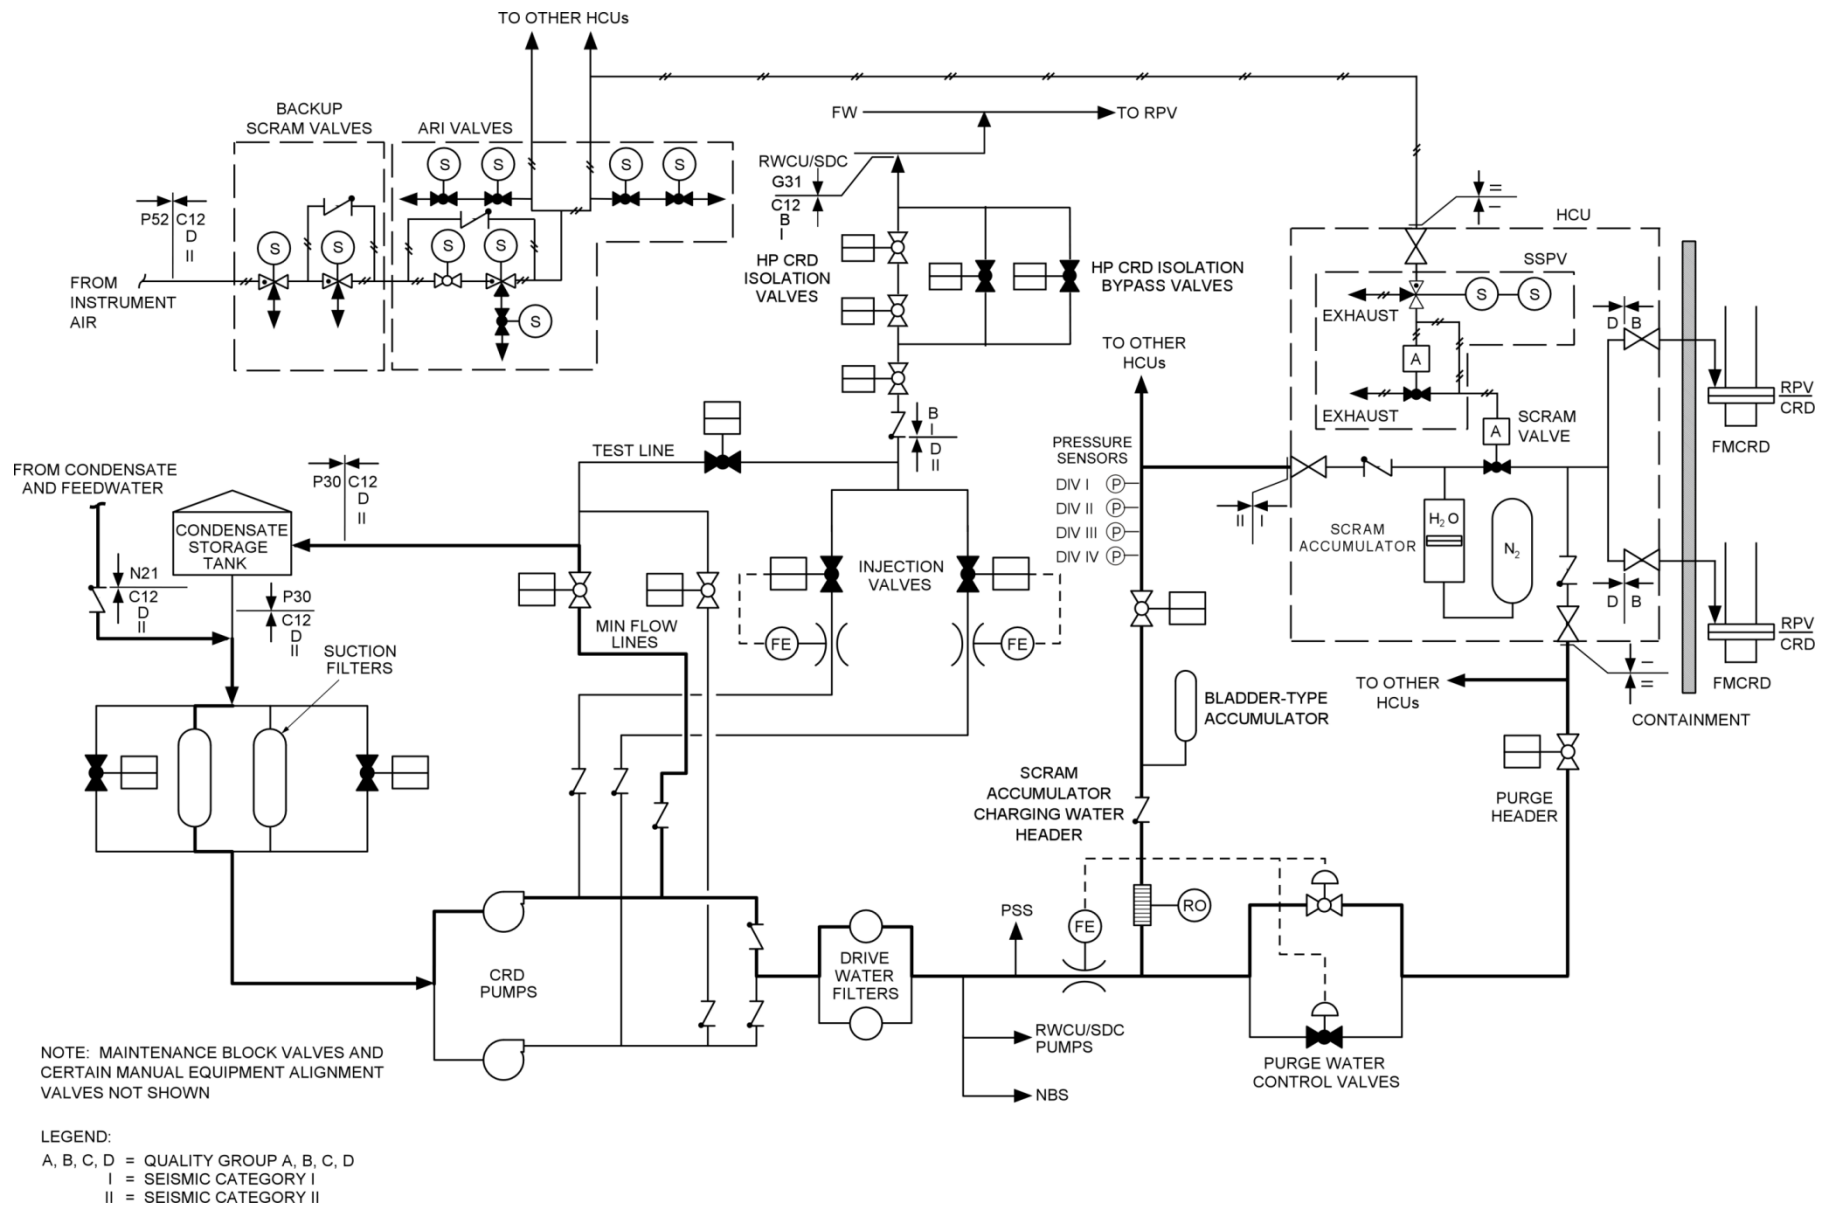 TO OTHER HCUs
BACKUP
SCRAM VALVES
ARI VALVES
FW
TO RPV
RWCU/SDC
G31
C12
B
I
P52
C12
D
II
S
S
S
S
S
S
S
S
S
FROM
INSTRUMENT
AIR
HP CRD
ISOLATION
VALVES
HP CRD ISOLATION
BYPASS VALVES
II
I
HCU
SSPV
S
S
EXHAUST
A
EXHAUST
D
B
SCRAM
VALVE
A
RPV
CRD
FMCRD
TO OTHER
HCUs
B
I
D
II
TEST LINE
PRESSURE
SENSORS
DIV I
P
DIV II
P
DIV III
P
DIV IV
P
II
I
SCRAM
ACCUMULATOR
H2O
N2
D
B
RPV
CRD
FMCRD
FROM CONDENSATE
AND FEEDWATER
P30
C12
D
II
CONDENSATE
STORAGE
TANK
N21
C12
D
II
P30
C12
D
II
SUCTION
FILTERS
MIN FLOW
LINES
INJECTION
VALVES
FE
FE
BLADDER-TYPE
ACCUMULATOR
TO OTHER
HCUs
I
II
CONTAINMENT
PURGE
HEADER
SCRAM
ACCUMULATOR
CHARGING WATER
HEADER
RO
PSS
FE
CRD
PUMPS
DRIVE
WATER
FILTERS
RWCU/SDC
PUMPS
NBS
PURGE WATER
CONTROL VALVES
NOTE: MAINTENANCE BLOCK VALVES AND
CERTAIN MANUAL EQUIPMENT ALIGNMENT
VALVES NOT SHOWN
LEGEND:
A, B, C, D = QUALITY GROUP A, B, C, D
I = SEISMIC CATEGORY I
II = SEISMIC CATEGORY II